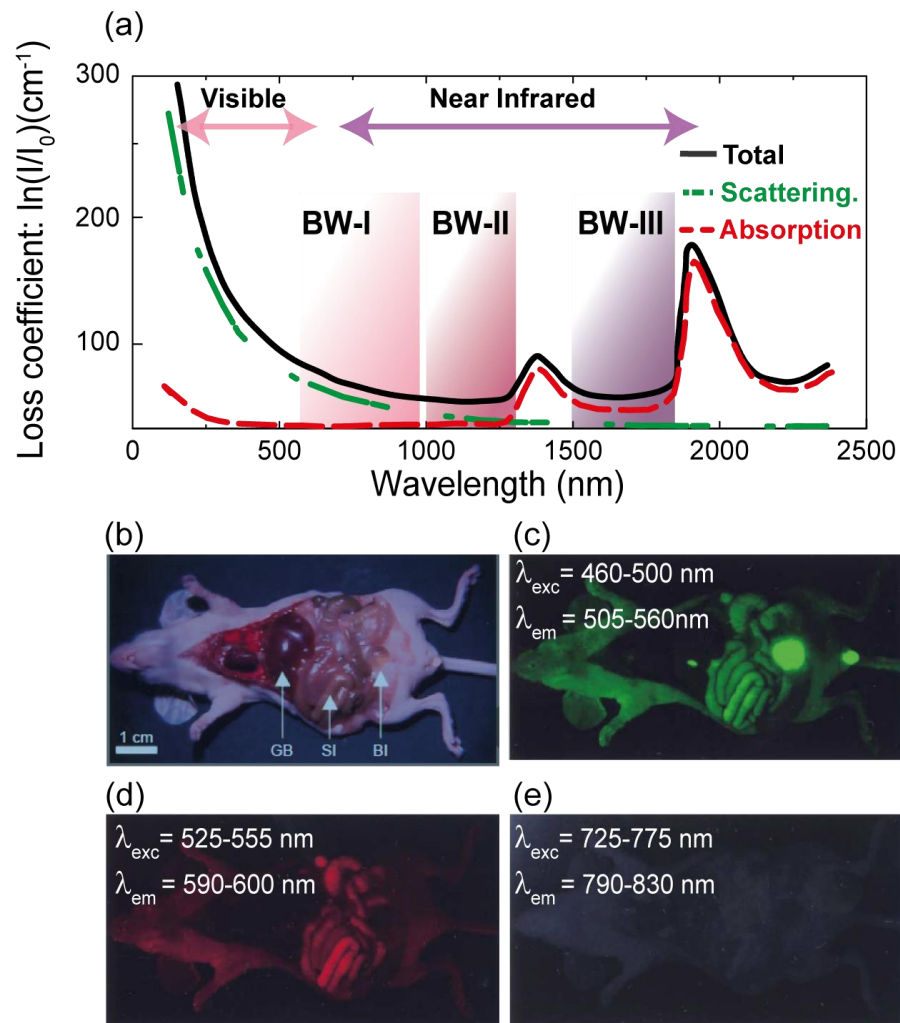 (a)
Loss coefficient: ln(I/I₀)(cm⁻¹)
300
200
100
Visible
Near Infrared
Total
Scattering.
Absorption
BW-I
BW-II
BW-III
0
500
1000
1500
2000
2500
Wavelength (nm)
(b)
1 cm
GB
SI
BI
(c)
λexc= 460-500 nm
λem = 505-560nm
(d)
λexc = 525-555 nm
λem = 590-600 nm
(e)
λexc = 725-775 nm
λem = 790-830 nm